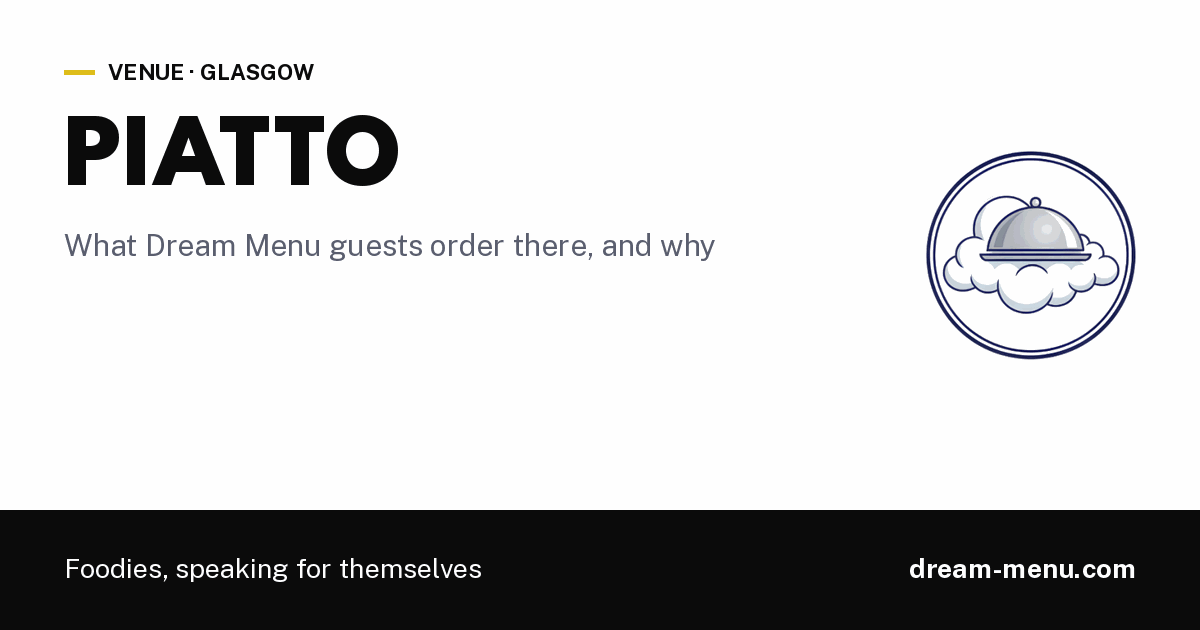 VENUE · GLASGOW
PIATTO
What Dream Menu guests order there, and why
Foodies, speaking for themselves
dream-menu.com